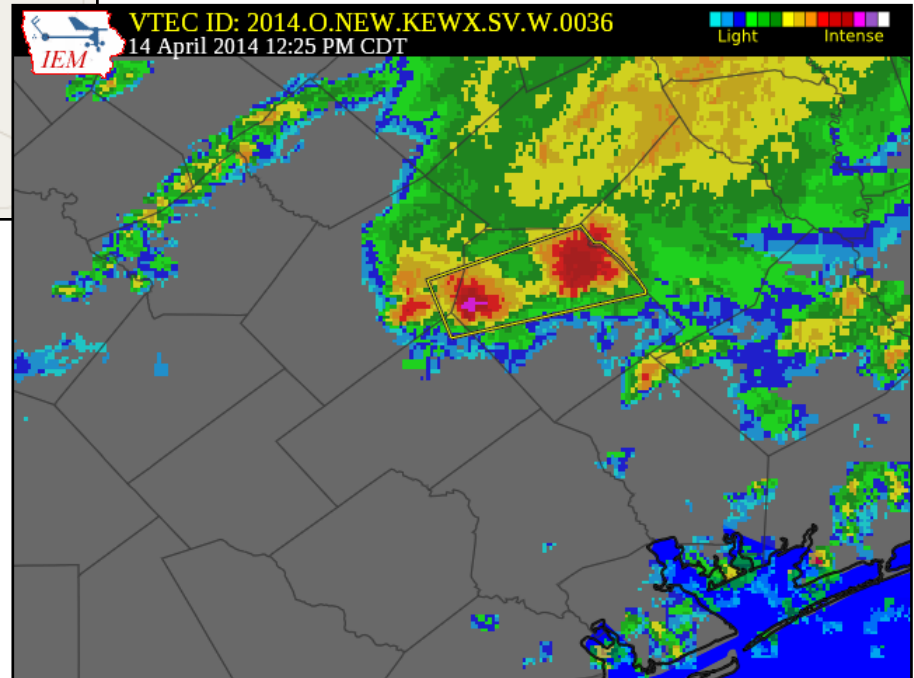 IEM
VTEC ID: 2014.O.NEW.KEWX.SV.W.0036
14 April 2014 12:25 PM CDT
Light Intense